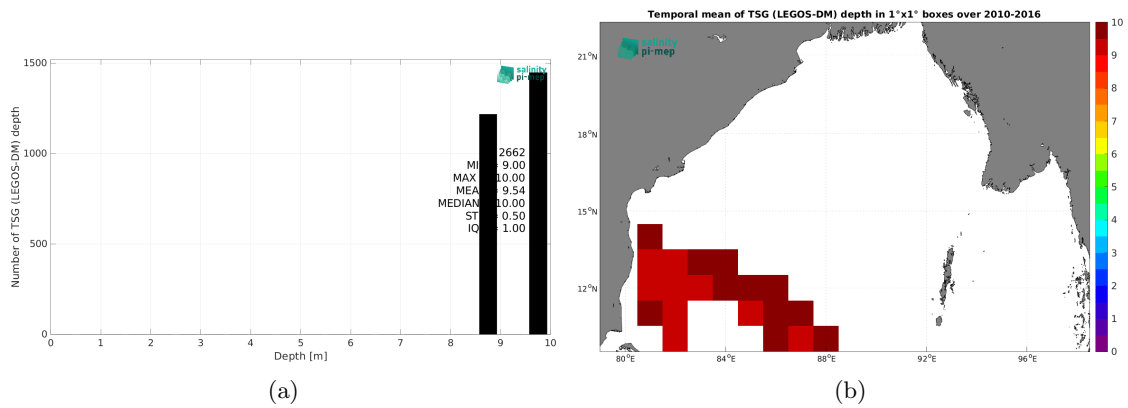 salinity
pi-mep
1500
1000
500
0
Number of TSG (LEGOS-DM) depth
2662
MI = 9.00
MAX 10.00
MEA = 9.54
MEDIAN 10.00
ST = 0.50
IQ = 1.00
0 1 2 3 4 5 6 7 8 9 10
Depth [m]
(a)
Temporal mean of TSG (LEGOS-DM) depth in 1°x1° boxes over 2010-2016
salinity
pi-mep
21°N
18°N
15°N
12°N
80°E 84°E 88°E 92°E 96°E
10
9
8
7
6
5
4
3
2
1
0
(b)